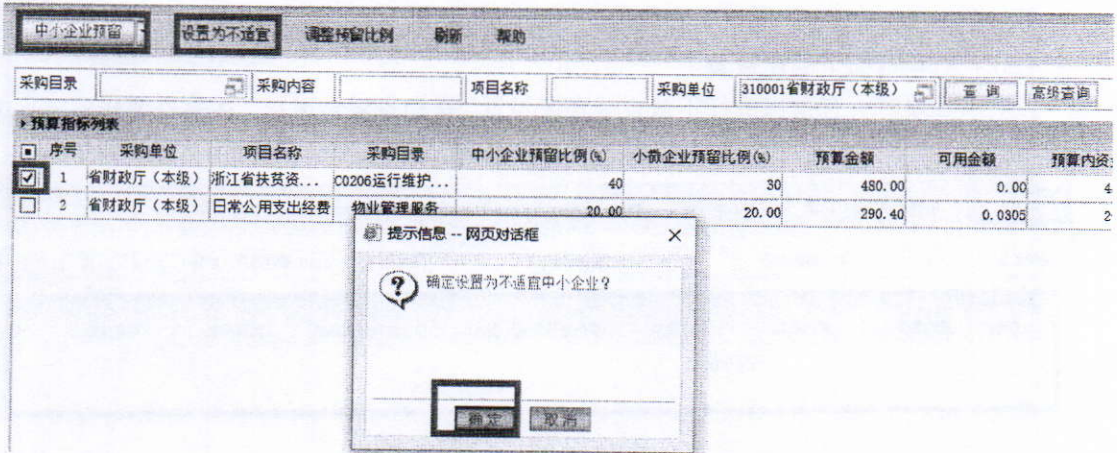 中小企业预留 设置为不适宜 调整预留比例 刷新 帮助
采购目录 采购内容 项目名称 采购单位 310001省财政厅（本级） 查询 高级查询
预算指标列表
序号 采购单位 项目名称 采购目录 中小企业预留比例(%) 小微企业预留比例(%) 预算金额 可用金额 预算内资
1 省财政厅（本级） 浙江省扶贫资... C0206运行维护... 40 30 480.00 0.00 4
2 省财政厅（本级） 日常公用支出经费 物业管理服务 20.00 20.00 290.40 0.0305 2
提示信息 -- 网页对话框
确定设置为不适宜中小企业？
确定 取消